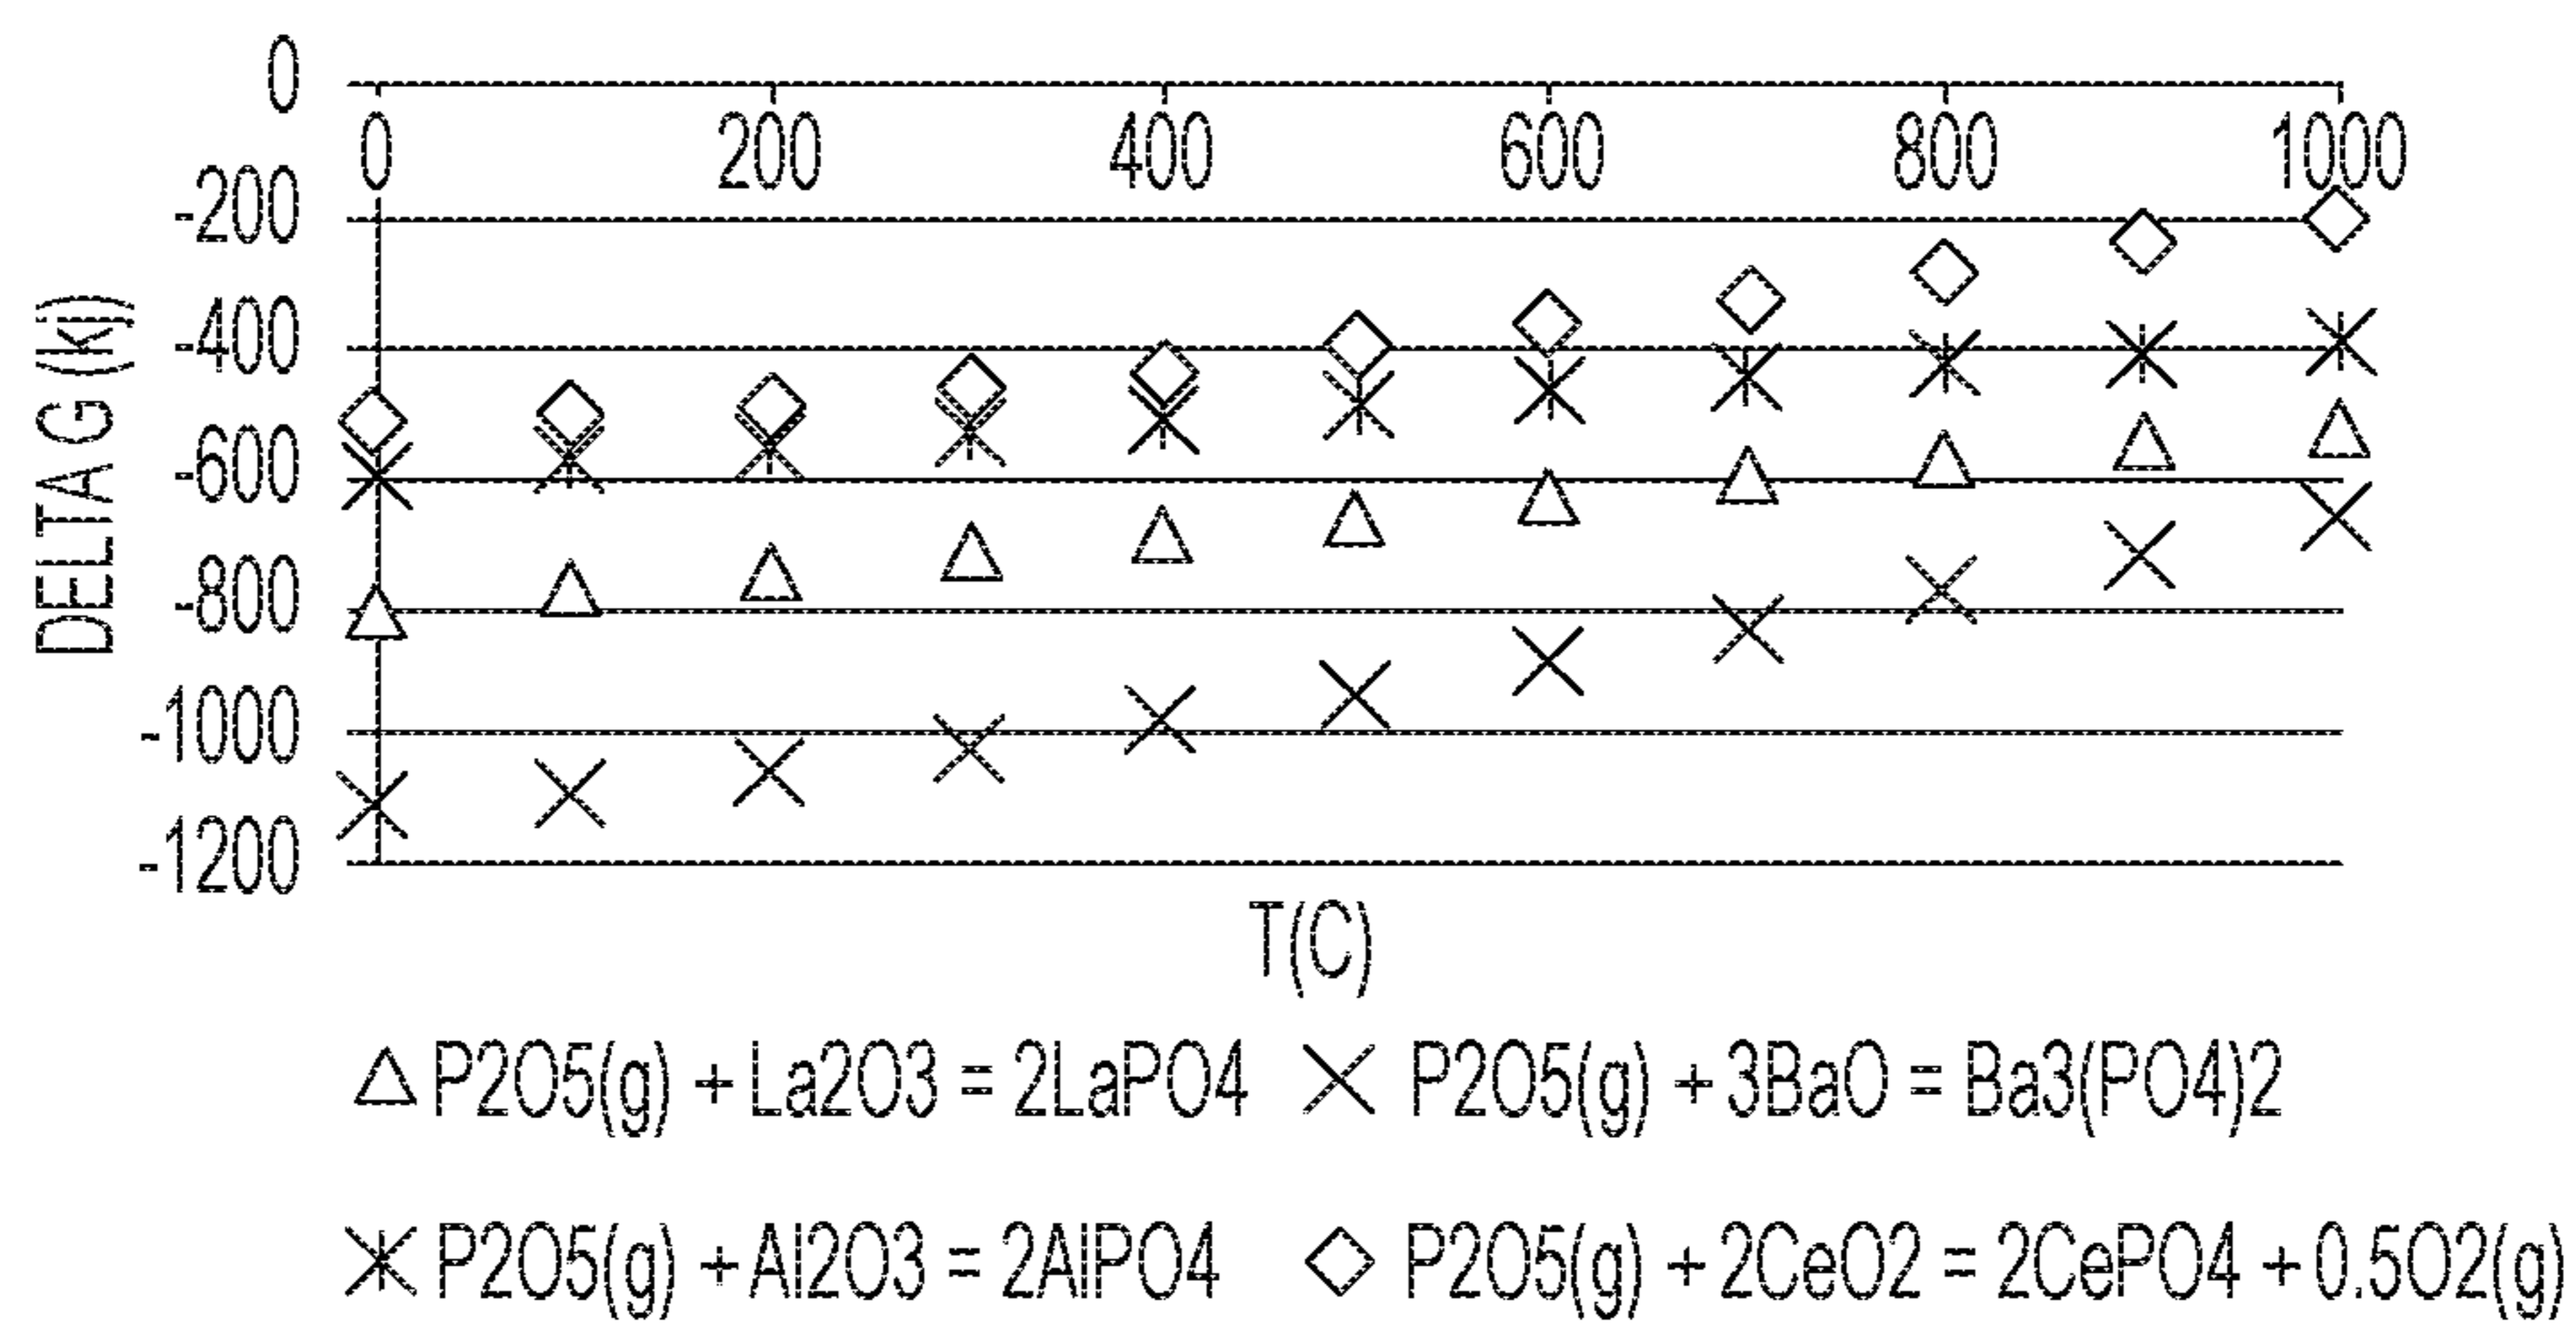 0
0 200 400 600 800 1000
-200
-400
-600
-800
-1000
-1200
DELTA G (kj)
T(C)
P2O5(g) + La2O3 = 2LaPO4
P2O5(g) + 3BaO = Ba3(PO4)2
P2O5(g) + Al2O3 = 2AlPO4
P2O5(g) + 2CeO2 = 2CePO4 + 0.5O2(g)